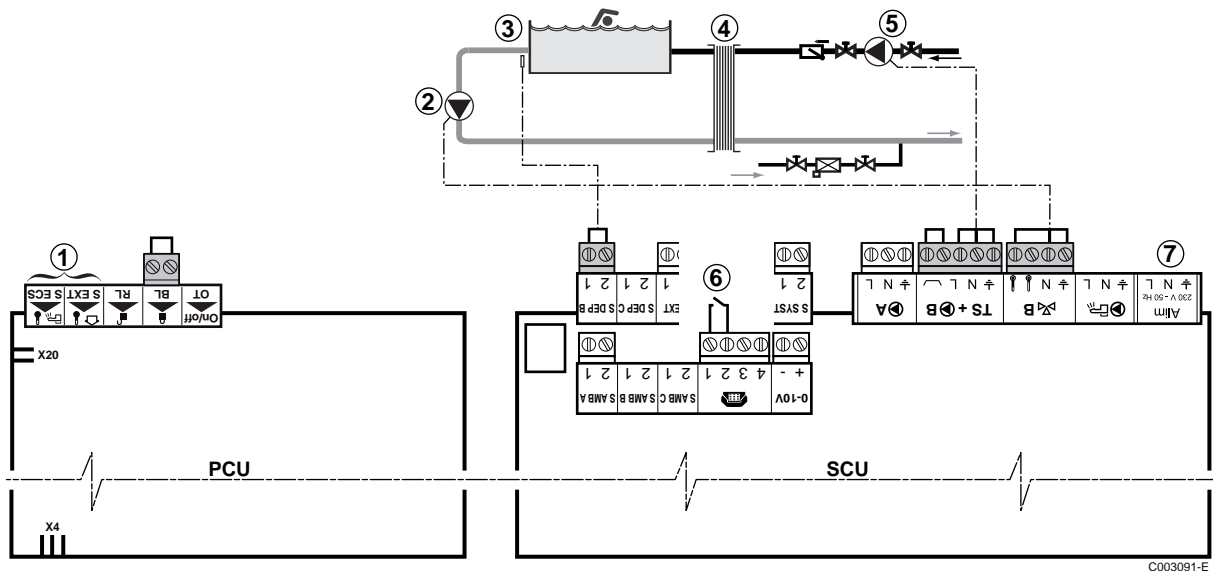 3
4
5
2
1
S ECS
S EXT
RL
BL
On/off
OT
X20
PCU
X4
1 2
S DEP B
1 2
S DEP C
1
EXT
6
2
S SYST
1 2
S AMB A
1 2
S AMB B
1 2
S AMB C
1 2 3 4
- +
0-10V
L N
A
L N
TS + B
N
B
L N
7
L N
230 V - 50 Hz
Alim
SCU
C003091-E